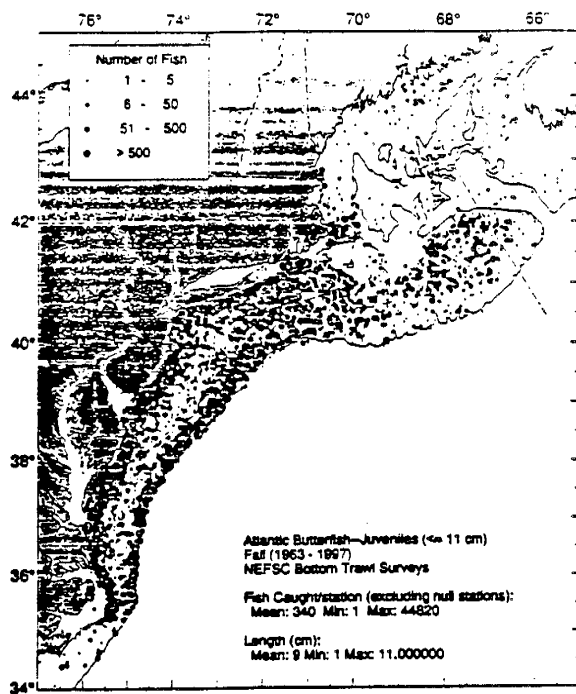 76° 74° 72° 70° 68° 66°
Number of Fish
1 - 5
6 - 50
51 - 500
> 500
44°
42°
40°
38°
36°
34°
Atlantic Butterfish—Juveniles (<= 11 cm)
Fall (1963 - 1997)
NEFSC Bottom Trawl Surveys
Fish Caught/station (excluding null stations):
Mean: 340 Min: 1 Max: 44820
Length (cm):
Mean: 9 Min: 1 Max: 11.000000